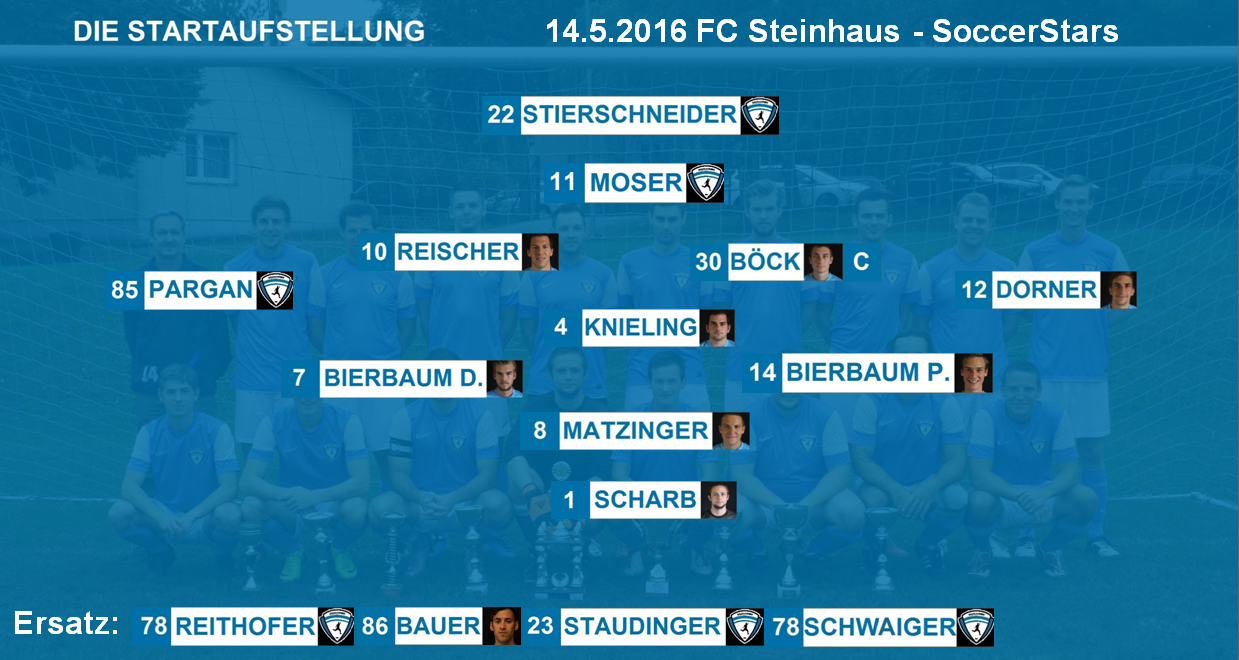 DIE STARTAUFSTELLUNG 14.5.2016 FC Steinhaus - SoccerStars
22 STIERSCHNEIDER
11 MOSER
10 REISCHER
30 BÖCK C
85 PARGAN
12 DORNER
4 KNIELING
7 BIERBAUM D.
14 BIERBAUM P.
8 MATZINGER
1 SCHARB
Ersatz: 78 REITHOFER 86 BAUER 23 STAUDINGER 78 SCHWAIGER